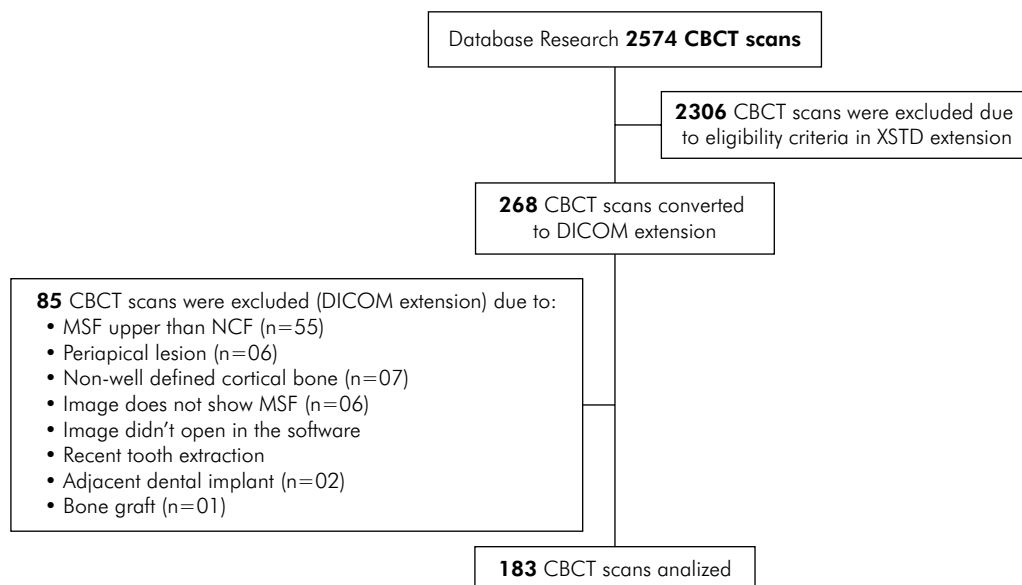 Database Research 2574 CBCT scans
2306 CBCT scans were excluded due
to eligibility criteria in XSTD extension
268 CBCT scans converted
to DICOM extension
85 CBCT scans were excluded (DICOM extension) due to:
• MSF upper than NCF (n=55)
• Periapical lesion (n=06)
• Non-well defined cortical bone (n=07)
• Image does not show MSF (n=06)
• Image didn't open in the software
• Recent tooth extraction
• Adjacent dental implant (n=02)
• Bone graft (n=01)
183 CBCT scans analized